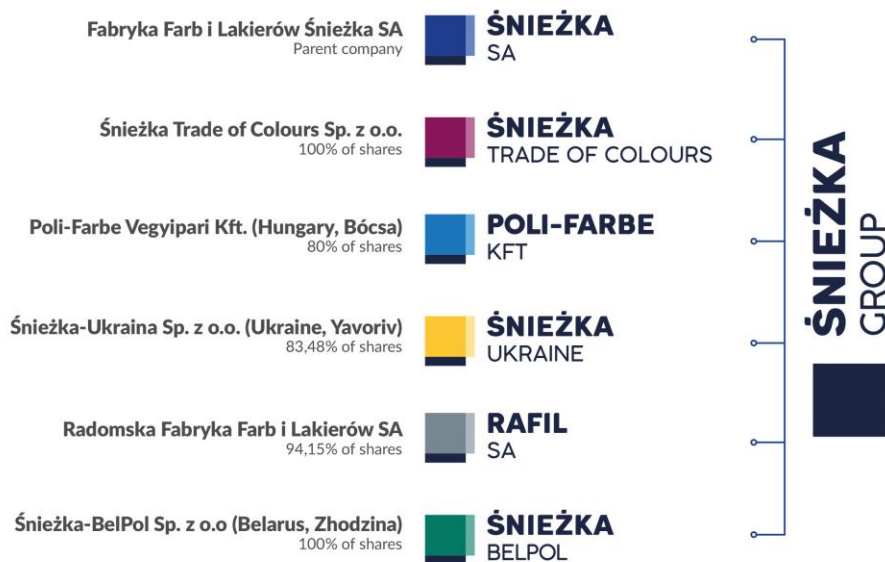 Fabryka Farb i Lakierów Śnieżka SA
Parent company
ŚNIEŻKA
SA
Śnieżka Trade of Colours Sp. z o.o.
100% of shares
ŚNIEŻKA
TRADE OF COLOURS
Poli-Farbe Vegyipari Kft. (Hungary, Bócsa)
80% of shares
POLI-FARBE
KFT
Śnieżka-Ukraina Sp. z o.o. (Ukraine, Yavoriv)
83,48% of shares
ŚNIEŻKA
UKRAINE
Radomska Fabryka Farb i Lakierów SA
94,15% of shares
RAFIL
SA
Śnieżka-BelPol Sp. z o.o (Belarus, Zhodzina)
100% of shares
ŚNIEŻKA
BELPOL
ŚNIEŻKA
GROUP